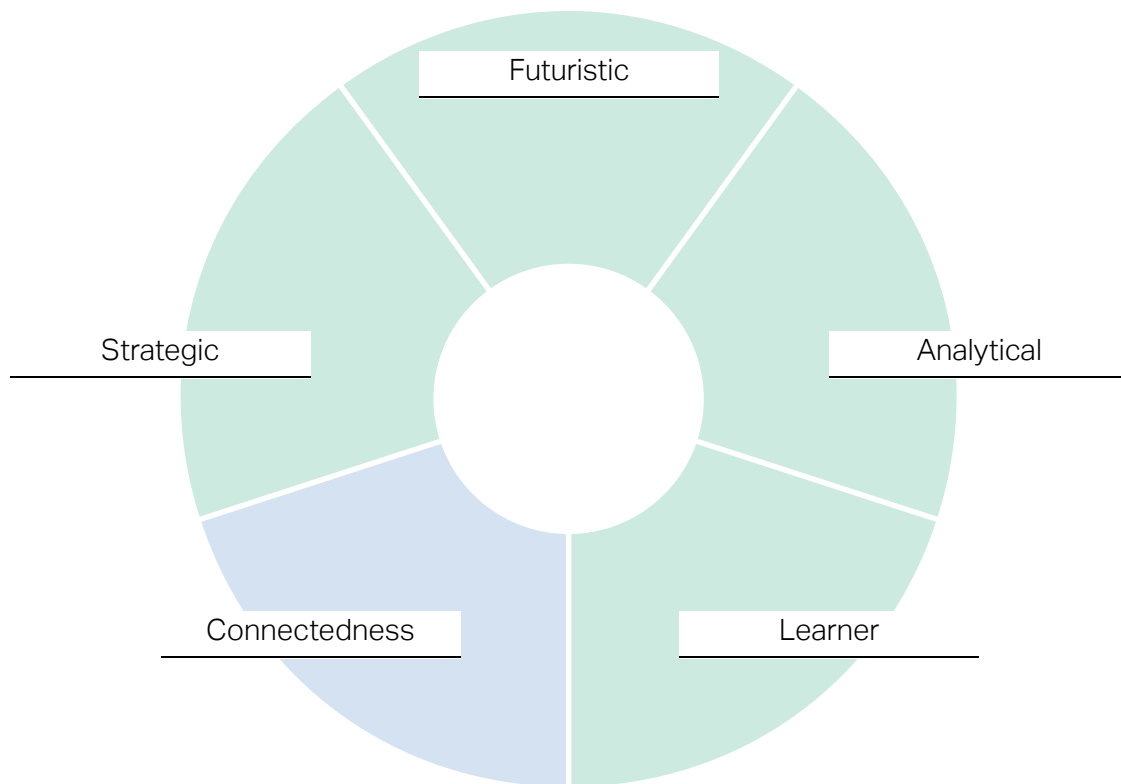 Futuristic
Strategic
Analytical
Connectedness
Learner